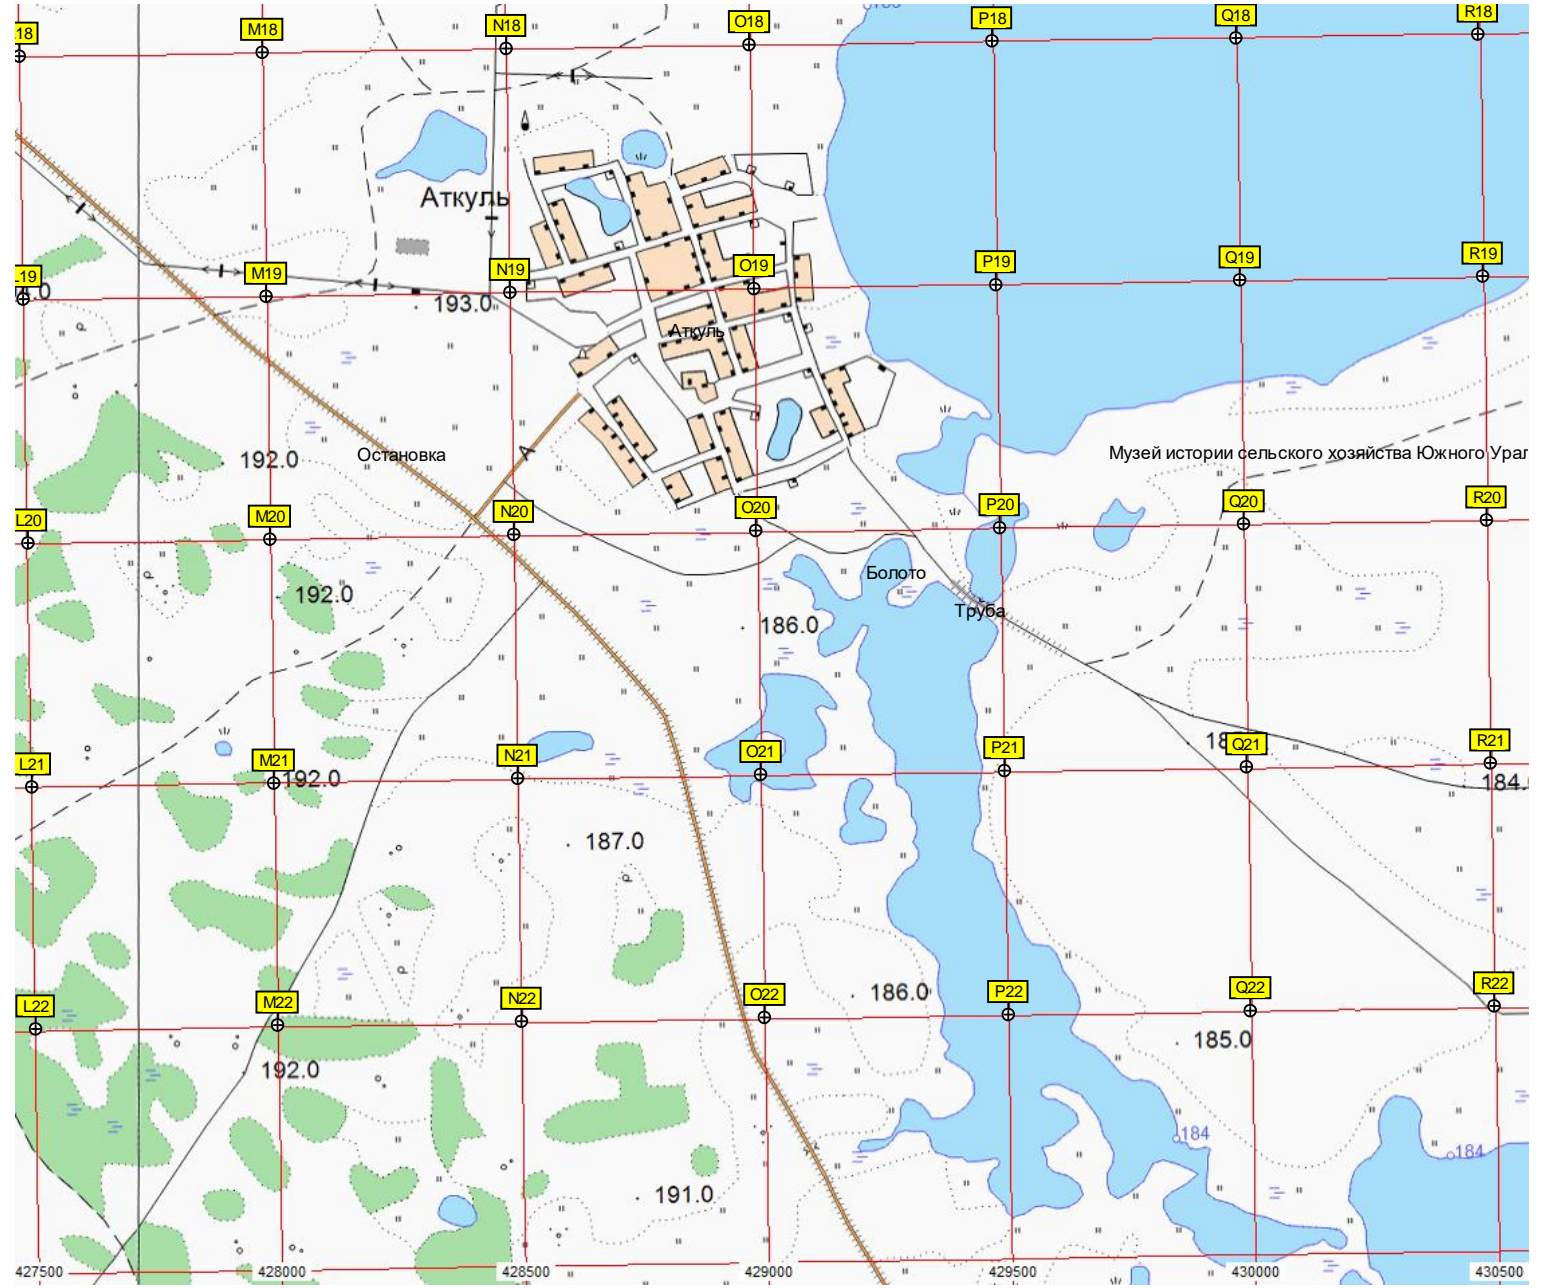 M18 N18 O18 P18 Q18 R18
Аткуль
L19 M19 N19 O19 P19 Q19 R19
193.0
Аткуль
192.0 Остановка Музей истории сельского хозяйства Южного Урал
L20 M20 N20 O20 P20 Q20 R20
Болото
192.0 Труба
186.0
L21 M21 N21 O21 P21 Q21 R21
192.0 184.
187.0
186.0
L22 M22 N22 O22 P22 Q22 R22
185.0
192.0
184
184
191.0
427500 428000 428500 429000 429500 430000 430500